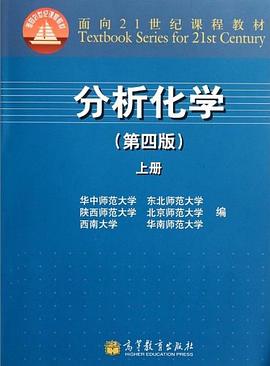 面向21世纪课程教材
Textbook Series for 21st Century
分析化学
(第四版)
上册
华中师范大学 东北师范大学
陕西师范大学 北京师范大学 编
西南大学 华南师范大学
高等教育出版社
HIGHER EDUCATION PRESS